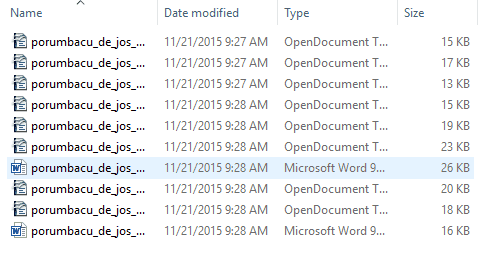 Name Date modified Type Size
porumbacu_de_jos_... 11/21/2015 9:27 AM OpenDocument T... 15 KB
porumbacu_de_jos_... 11/21/2015 9:27 AM OpenDocument T... 17 KB
porumbacu_de_jos_... 11/21/2015 9:27 AM OpenDocument T... 13 KB
porumbacu_de_jos_... 11/21/2015 9:28 AM OpenDocument T... 15 KB
porumbacu_de_jos_... 11/21/2015 9:28 AM OpenDocument T... 19 KB
porumbacu_de_jos_... 11/21/2015 9:28 AM OpenDocument T... 23 KB
porumbacu_de_jos_... 11/21/2015 9:28 AM Microsoft Word 9... 26 KB
porumbacu_de_jos_... 11/21/2015 9:28 AM OpenDocument T... 20 KB
porumbacu_de_jos_... 11/21/2015 9:28 AM OpenDocument T... 18 KB
porumbacu_de_jos_... 11/21/2015 9:28 AM Microsoft Word 9... 16 KB